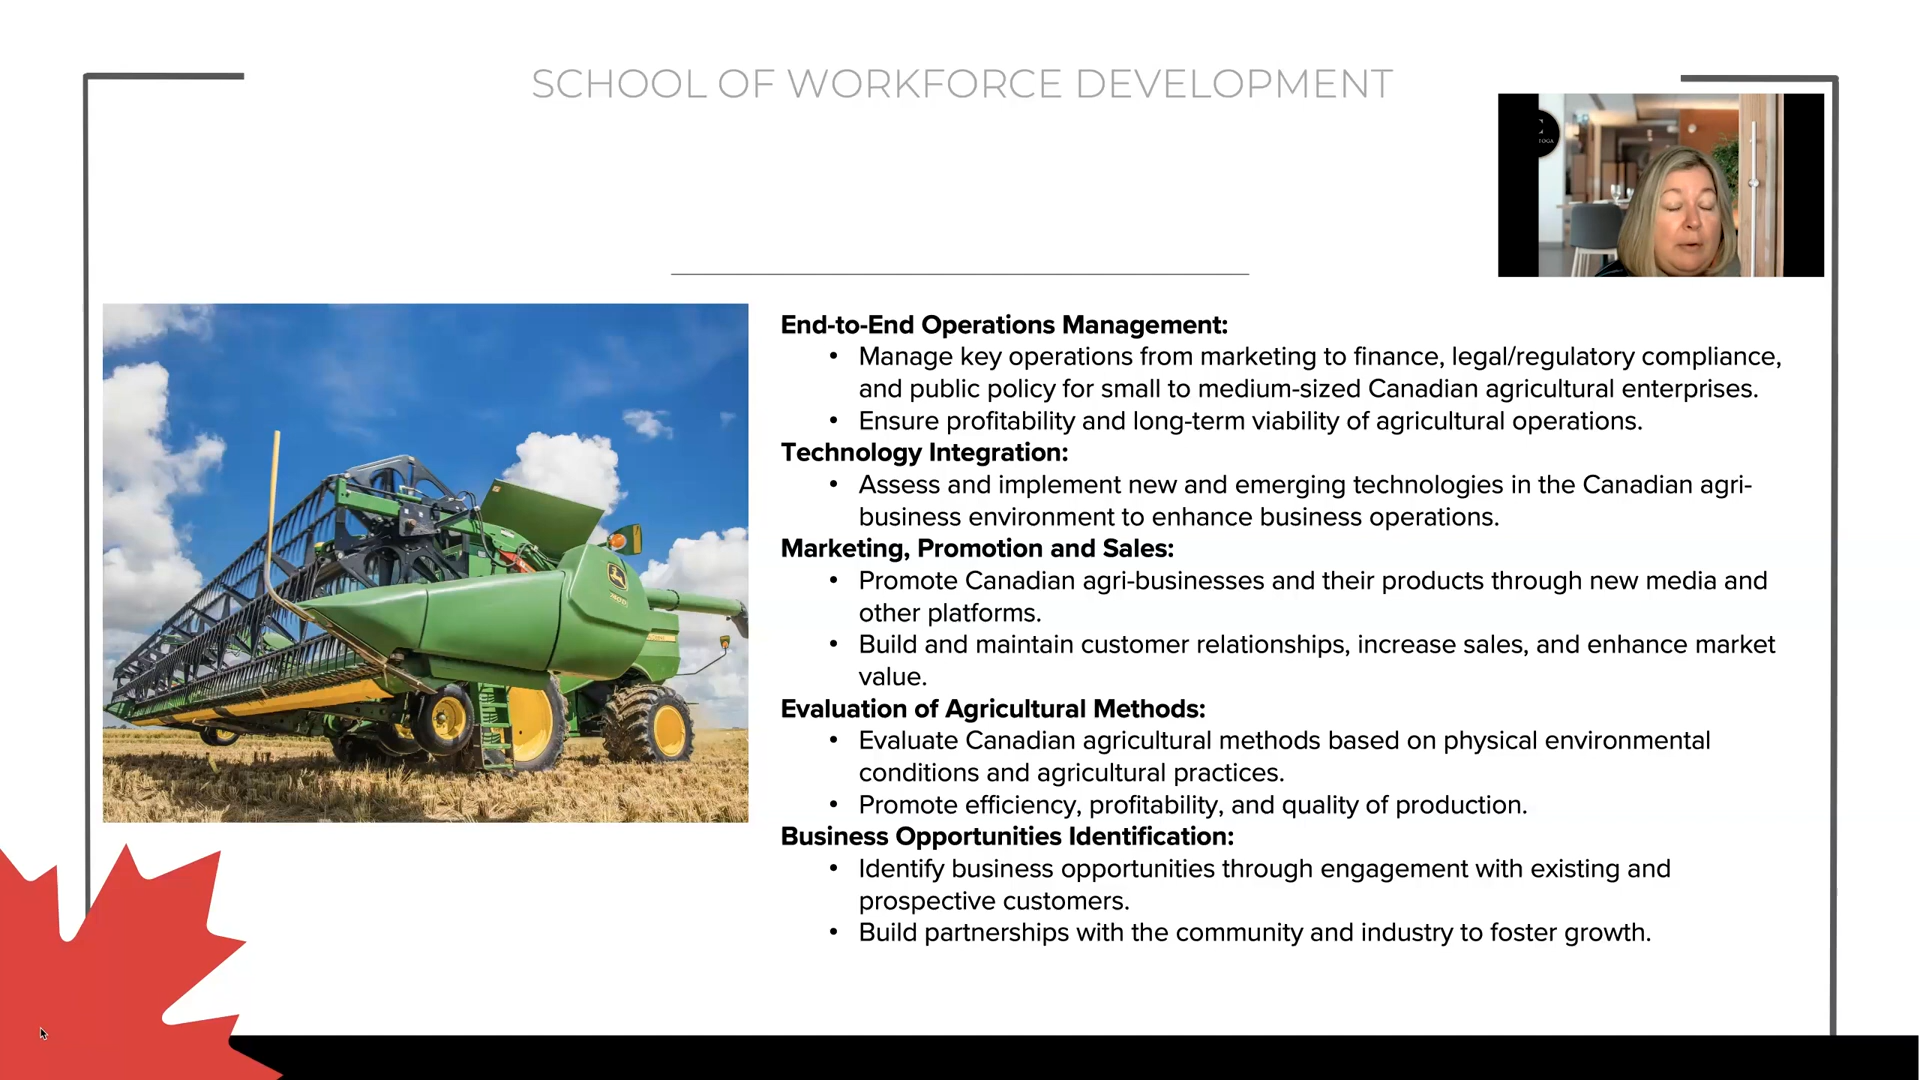 SCHOOL OF WORKFORCE DEVELOPMENT
End-to-End Operations Management:
• Manage key operations from marketing to finance, legal/regulatory compliance,
and public policy for small to medium-sized Canadian agricultural enterprises.
• Ensure profitability and long-term viability of agricultural operations.
Technology Integration:
• Assess and implement new and emerging technologies in the Canadian agri-
business environment to enhance business operations.
Marketing, Promotion and Sales:
• Promote Canadian agri-businesses and their products through new media and
other platforms.
• Build and maintain customer relationships, increase sales, and enhance market
value.
Evaluation of Agricultural Methods:
• Evaluate Canadian agricultural methods based on physical environmental
conditions and agricultural practices.
• Promote efficiency, profitability, and quality of production.
Business Opportunities Identification:
• Identify business opportunities through engagement with existing and
prospective customers.
• Build partnerships with the community and industry to foster growth.